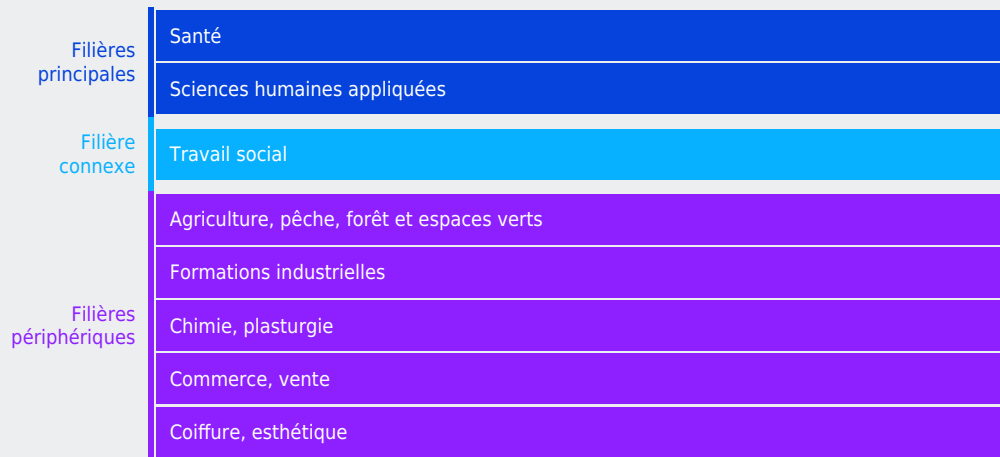 Filières
principales
Santé
Sciences humaines appliquées
Filière
connexe
Travail social
Filières
périphériques
Agriculture, pêche, forêt et espaces verts
Formations industrielles
Chimie, plasturgie
Commerce, vente
Coiffure, esthétique